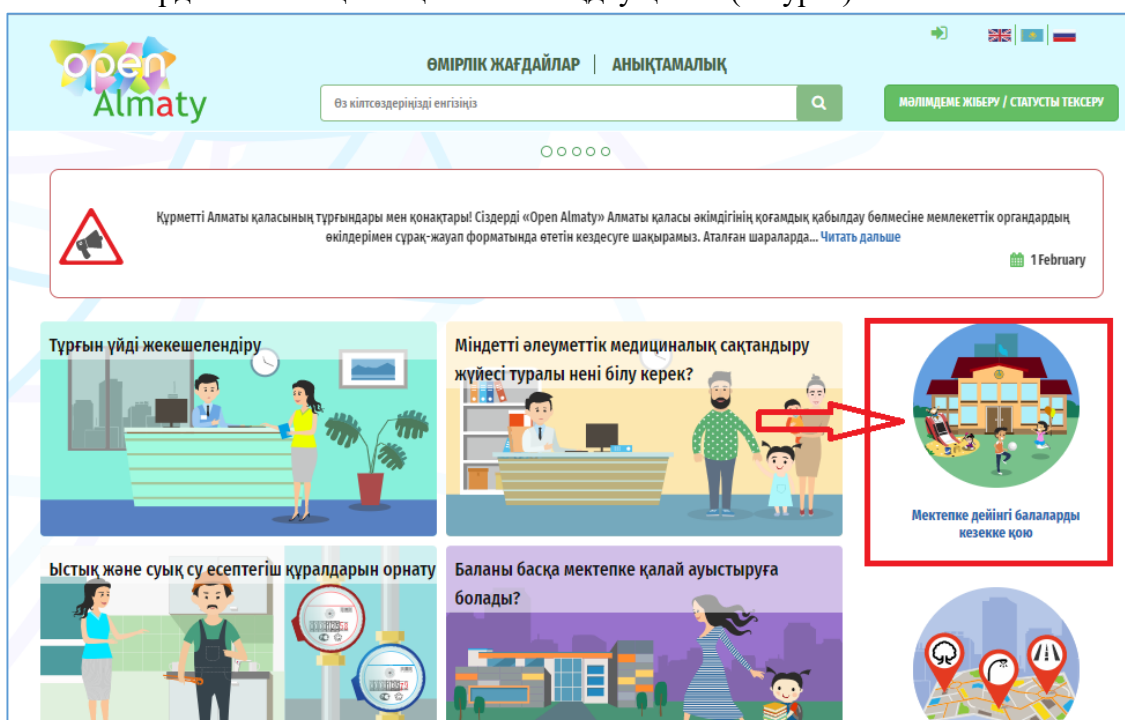 open
Almaty
ӨМІРЛІК ЖАҒДАЙЛАР | АНЫҚТАМАЛЫҚ
Өз кілтсөздеріңізді енгізіңіз
МӘЛІМДЕМЕ ЖІБЕРУ / СТАТУСТЫ ТЕКСЕРУ
Құрметті Алматы қаласының тұрғындары мен қонақтары! Сіздерді «Open Almaty» Алматы қаласы әкімдігінің қоғамдық қабылдау бөлмесіне мемлекеттік органдардың
өкілдерімен сұрақ-жауап форматында өтетін кездесуге шақырамыз. Аталған шараларда... Читать дальше
1 February
Тұрғын үйді жекешелендіру
Міндетті әлеуметтік медициналық сақтандыру
жүйесі туралы нені білу керек?
Мектепке дейінгі балаларды
кезекке қою
Ыстық және суық су есептегіш құралдарын орнату
Баланы басқа мектепке қалай ауыстыруға
болады?